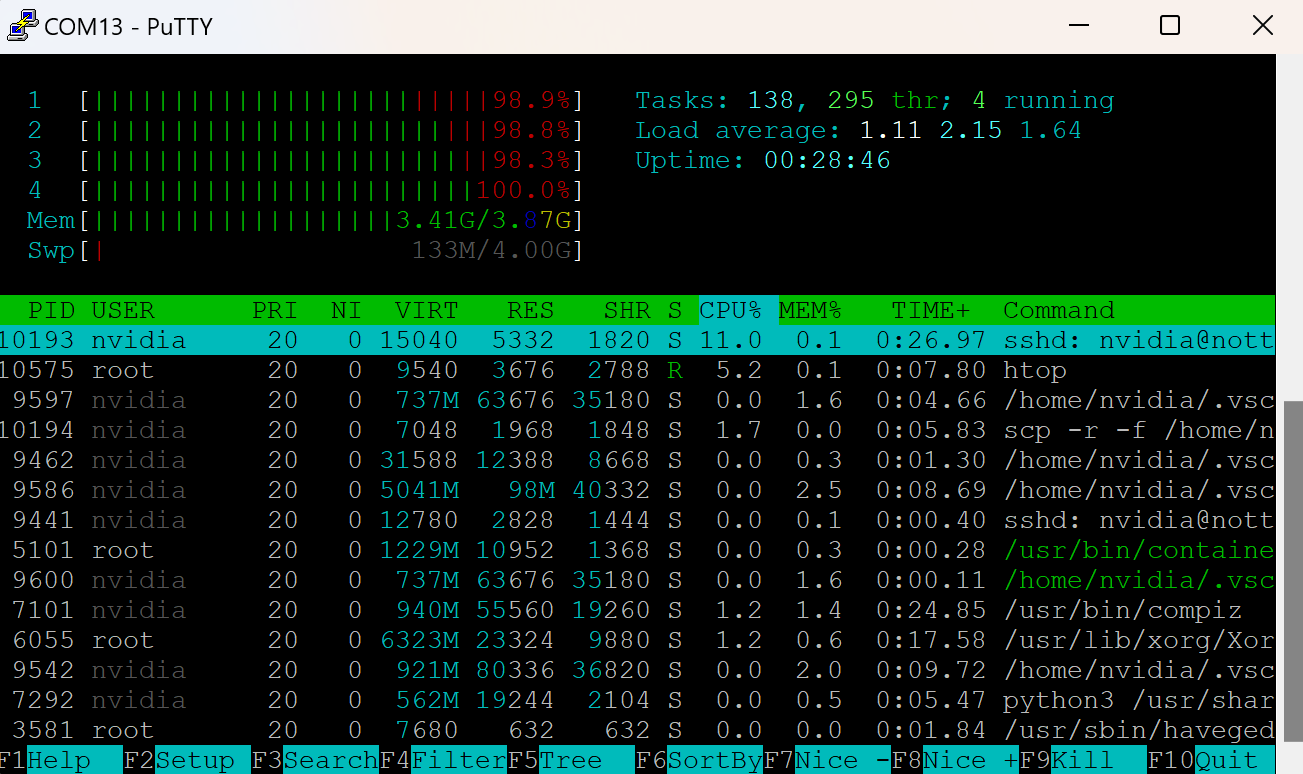 COM13 - PuTTY
1 [||||||||||||||||||||||||||98.9%] Tasks: 138, 295 thr; 4 running
2 [||||||||||||||||||||||||||98.8%] Load average: 1.11 2.15 1.64
3 [||||||||||||||||||||||||||98.3%] Uptime: 00:28:46
4 [|||||||||||||||||||||||||100.0%]
Mem[||||||||||||||||||||3.41G/3.87G]
Swp[| 133M/4.00G]
PID USER PRI NI VIRT RES SHR S CPU% MEM% TIME+ Command
10193 nvidia 20 0 15040 5332 1820 S 11.0 0.1 0:26.97 sshd: nvidia@nott
10575 root 20 0 9540 3676 2788 R 5.2 0.1 0:07.80 htop
9597 nvidia 20 0 737M 63676 35180 S 0.0 1.6 0:04.66 /home/nvidia/.vsc
10194 nvidia 20 0 7048 1968 1848 S 1.7 0.0 0:05.83 scp -r -f /home/n
9462 nvidia 20 0 31588 12388 8668 S 0.0 0.3 0:01.30 /home/nvidia/.vsc
9586 nvidia 20 0 5041M 98M 40332 S 0.0 2.5 0:08.69 /home/nvidia/.vsc
9441 nvidia 20 0 12780 2828 1444 S 0.0 0.1 0:00.40 sshd: nvidia@nott
5101 root 20 0 1229M 10952 1368 S 0.0 0.3 0:00.28 /usr/bin/containe
9600 nvidia 20 0 737M 63676 35180 S 0.0 1.6 0:00.11 /home/nvidia/.vsc
7101 nvidia 20 0 940M 55560 19260 S 1.2 1.4 0:24.85 /usr/bin/compiz
6055 root 20 0 6323M 23324 9880 S 1.2 0.6 0:17.58 /usr/lib/xorg/Xor
9542 nvidia 20 0 921M 80336 36820 S 0.0 2.0 0:09.72 /home/nvidia/.vsc
7292 nvidia 20 0 562M 19244 2104 S 0.0 0.5 0:05.47 python3 /usr/shar
3581 root 20 0 7680 632 632 S 0.0 0.0 0:01.84 /usr/sbin/haveged
F1Help F2Setup F3SearchF4FilterF5Tree F6SortByF7Nice -F8Nice +F9Kill F10Quit